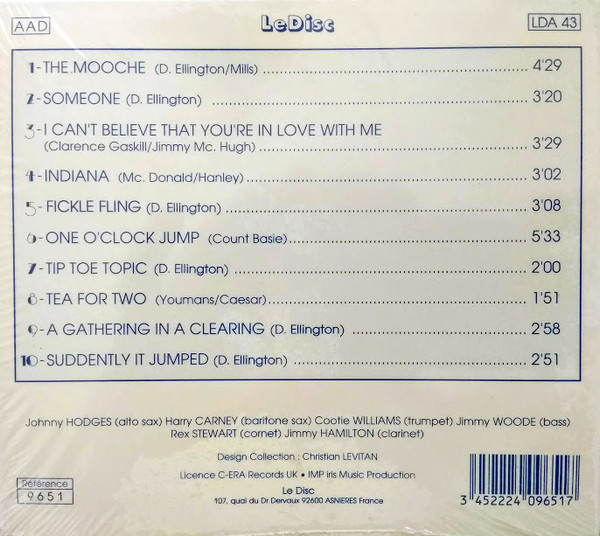 AAD
LeDisc
LDA 43
1-THE MOOCHE (D. Ellington/Mills) 4'29
2-SOMEONE (D. Ellington) 3'20
3-I CAN'T BELIEVE THAT YOU'RE IN LOVE WITH ME
(Clarence Gaskill/Jimmy Mc. Hugh) 3'29
4-INDIANA (Mc. Donald/Hanley) 3'02
5-FICKLE FLING (D. Ellington) 3'08
6-ONE O'CLOCK JUMP (Count Basie) 5'33
7-TIP TOE TOPIC (D. Ellington) 2'00
8-TEA FOR TWO (Youmans/Caesar) 1'51
9-A GATHERING IN A CLEARING (D. Ellington) 2'58
10-SUDDENLY IT JUMPED (D. Ellington) 2'51
Johnny HODGES (alto sax) Harry CARNEY (baritone sax) Cootie WILLIAMS (trumpet) Jimmy WOODE (bass)
Rex STEWART (cornet) Jimmy HAMILTON (clarinet)
Design Collection : Christian LEVITAN
Licence C-ERA Records UK • IMP iris Music Production
Le Disc
107, quai du Dr Dervaux 92600 ASNIERES France
Référence
9651
3 452224 096517